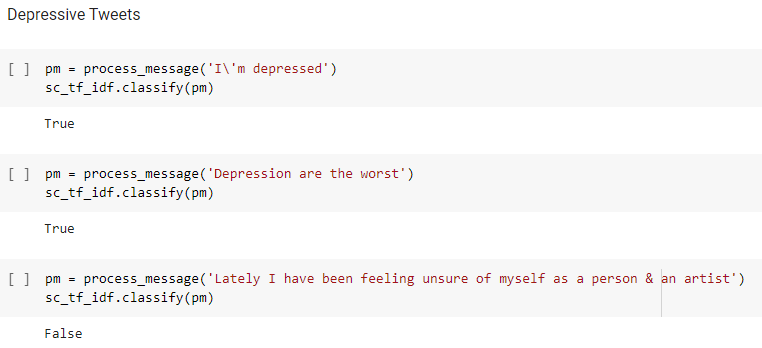 Depressive Tweets
[ ] pm = process_message('I\'m depressed')
sc_tf_idf.classify(pm)
True
[ ] pm = process_message('Depression are the worst')
sc_tf_idf.classify(pm)
True
[ ] pm = process_message('Lately I have been feeling unsure of myself as a person & an artist')
sc_tf_idf.classify(pm)
False